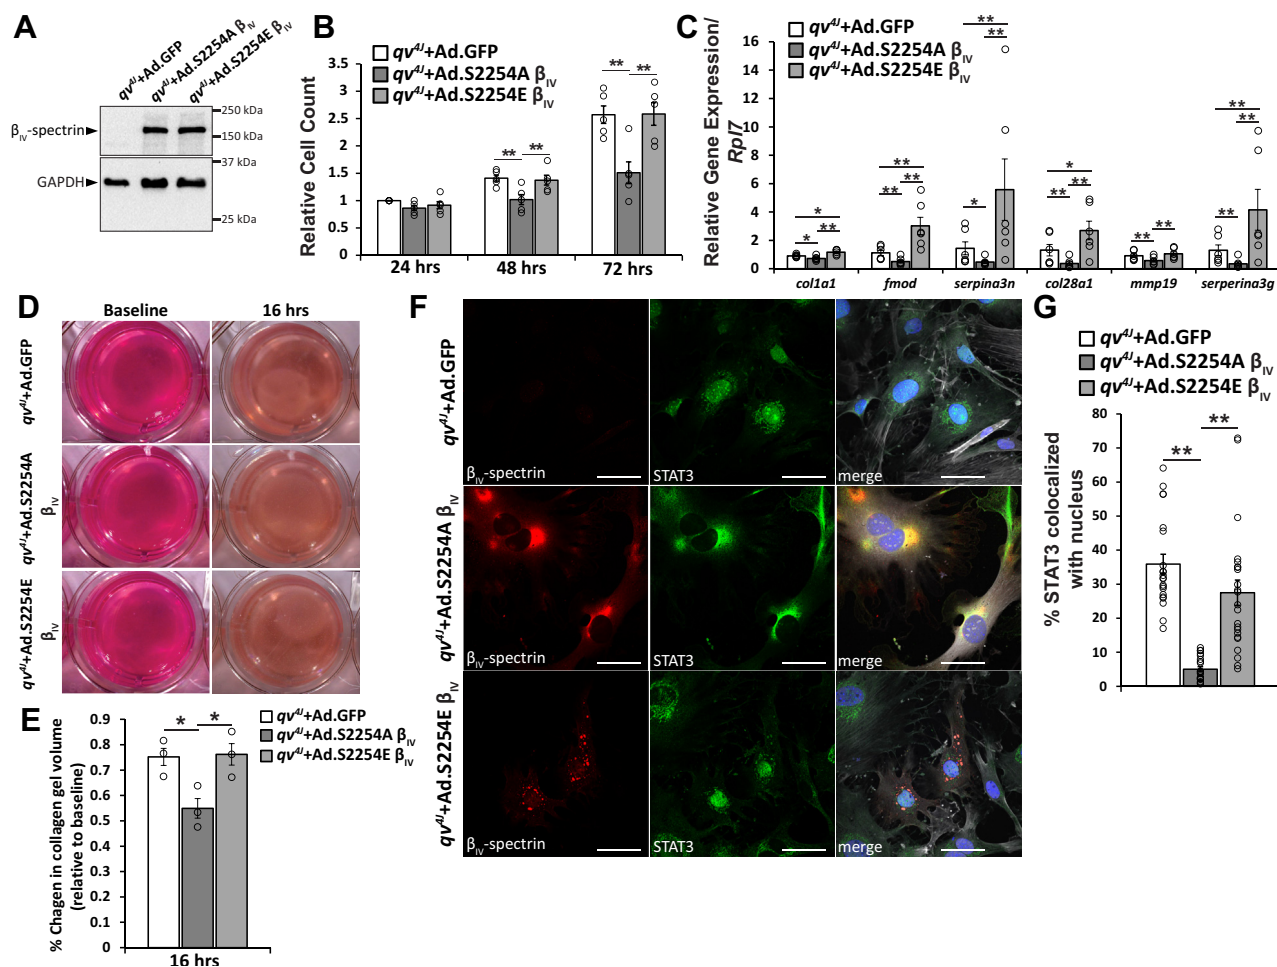 A
qv4J+Ad.GFP
qv4J+Ad.S2254A βIV
qv4J+Ad.S2254E βIV
250 kDa
βIV-spectrin
150 kDa
37 kDa
GAPDH
25 kDa
B
qv4J+Ad.GFP
qv4J+Ad.S2254A βIV
qv4J+Ad.S2254E βIV
Relative Cell Count
3.5
3
2.5
2
1.5
1
0.5
0
** **
** **
24 hrs 48 hrs 72 hrs
C
qv4J+Ad.GFP
qv4J+Ad.S2254A βIV
qv4J+Ad.S2254E βIV
Relative Gene Expression/
Rpl7
16
14
12
10
8
6
4
2
0
*
* **
**
** **
**
* **
*
** **
** **
**
** **
col1a1 fmod serpina3n col28a1 mmp19 serperina3g
D
Baseline 16 hrs
qv4J+Ad.GFP
qv4J+Ad.S2254A
βIV
qv4J+Ad.S2254E
βIV
E
qv4J+Ad.GFP
qv4J+Ad.S2254A βIV
qv4J+Ad.S2254E βIV
% Chagen in collagen gel volume
(relative to baseline)
0.9
0.8
0.7
0.6
0.5
0.4
0.3
0.2
0.1
0
* *
16 hrs
F
qv4J+Ad.GFP
βIV-spectrin STAT3 merge
qv4J+Ad.S2254A βIV
βIV-spectrin STAT3 merge
qv4J+Ad.S2254E βIV
βIV-spectrin STAT3 merge
G
qv4J+Ad.GFP
qv4J+Ad.S2254A βIV
qv4J+Ad.S2254E βIV
% STAT3 colocalized
with nucleus
80
70
60
50
40
30
20
10
0
** **